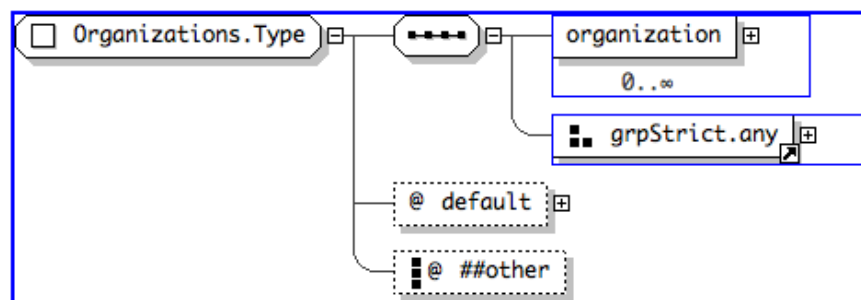 Organizations.Type
organization
0..∞
grpStrict.any
@ default
@ ##other